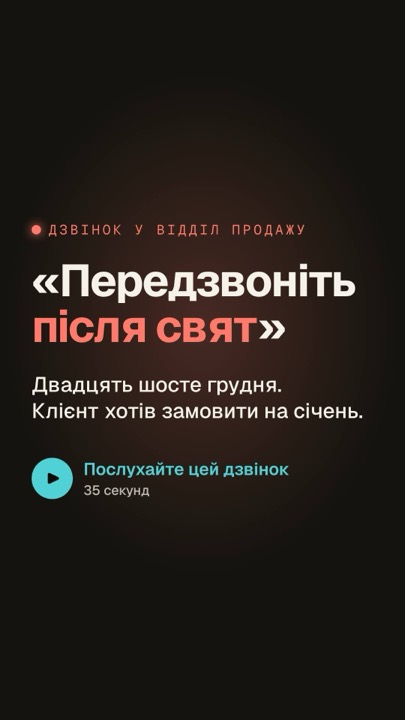 ДЗВІНОК У ВІДДІЛ ПРОДАЖУ
«Передзвоніть
після свят»
Двадцять шосте грудня.
Клієнт хотів замовити на січень.
Послухайте цей дзвінок
35 секунд